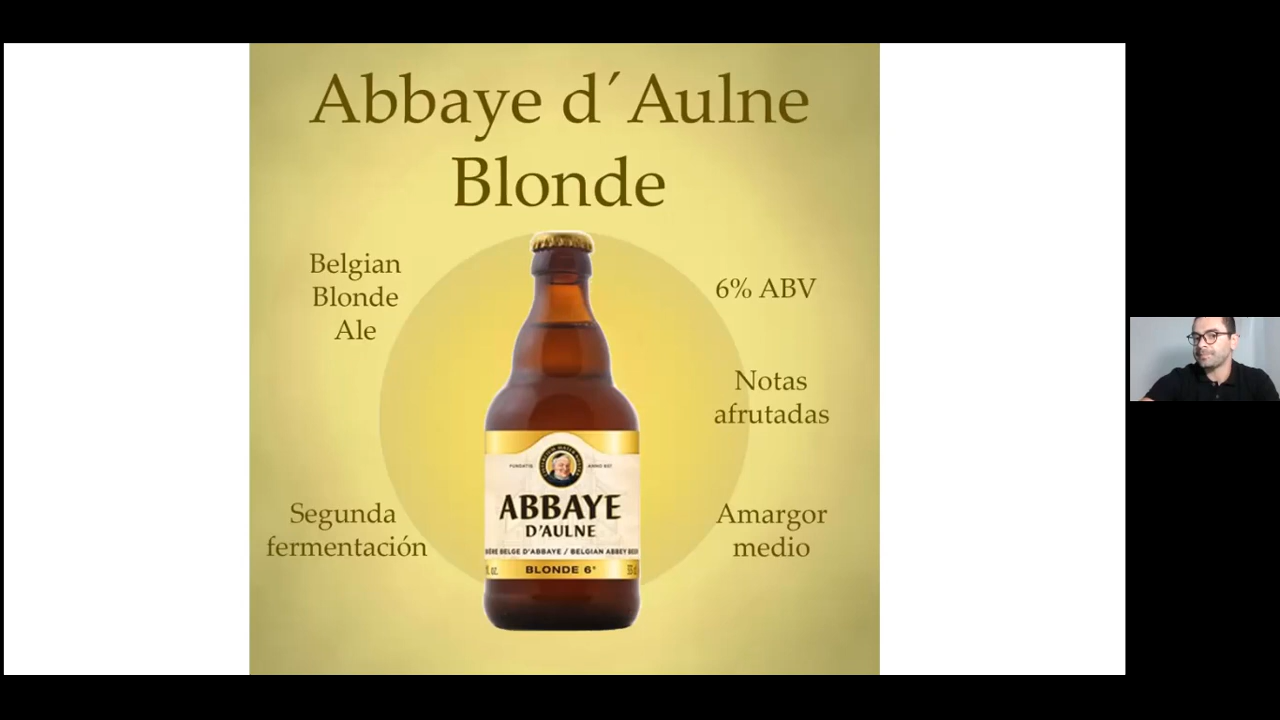 Abbaye d´Aulne
Blonde
Belgian
Blonde
Ale
6% ABV
Notas
afrutadas
Segunda
fermentación
Amargor
medio
FUNDATIO
ANNO 657
ABBAYE
D'AULNE
BIÈRE BELGE D'ABBAYE / BELGIAN ABBEY BEER
BLONDE 6°